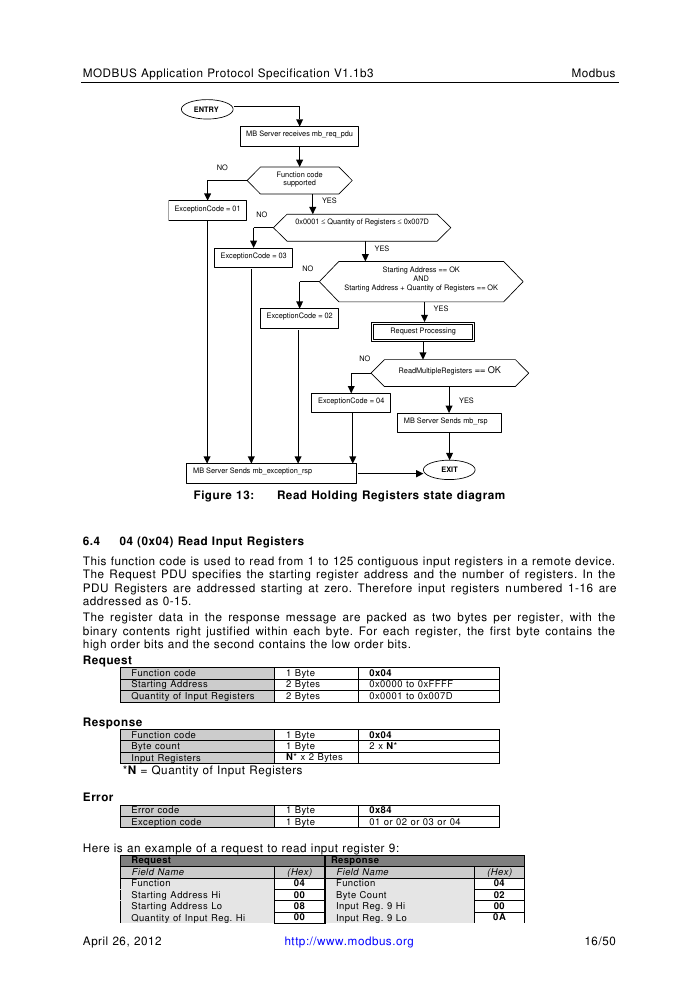 MODBUS Application Protocol Specification V1.1b3 Modbus
ENTRY
MB Server receives mb_req_pdu
NO
Function code
supported
YES
ExceptionCode = 01
NO
0x0001 ≤ Quantity of Registers ≤ 0x007D
YES
ExceptionCode = 03
NO
Starting Address == OK
AND
Starting Address + Quantity of Registers == OK
YES
ExceptionCode = 02
Request Processing
NO
ReadMultipleRegisters == OK
YES
ExceptionCode = 04
MB Server Sends mb_rsp
MB Server Sends mb_exception_rsp
EXIT
Figure 13: Read Holding Registers state diagram
6.4 04 (0x04) Read Input Registers
This function code is used to read from 1 to 125 contiguous input registers in a remote device.
The Request PDU specifies the starting register address and the number of registers. In the
PDU Registers are addressed starting at zero. Therefore input registers numbered 1-16 are
addressed as 0-15.
The register data in the response message are packed as two bytes per register, with the
binary contents right justified within each byte. For each register, the first byte contains the
high order bits and the second contains the low order bits.
Request
Function code 1 Byte 0x04
Starting Address 2 Bytes 0x0000 to 0xFFFF
Quantity of Input Registers 2 Bytes 0x0001 to 0x007D
Response
Function code 1 Byte 0x04
Byte count 1 Byte 2 x N*
Input Registers N* x 2 Bytes
*N = Quantity of Input Registers
Error
Error code 1 Byte 0x84
Exception code 1 Byte 01 or 02 or 03 or 04
Here is an example of a request to read input register 9:
Request Response
Field Name (Hex) Field Name (Hex)
Function 04 Function 04
Starting Address Hi 00 Byte Count 02
Starting Address Lo 08 Input Reg. 9 Hi 00
Quantity of Input Reg. Hi 00 Input Reg. 9 Lo 0A
April 26, 2012 http://www.modbus.org 16/50